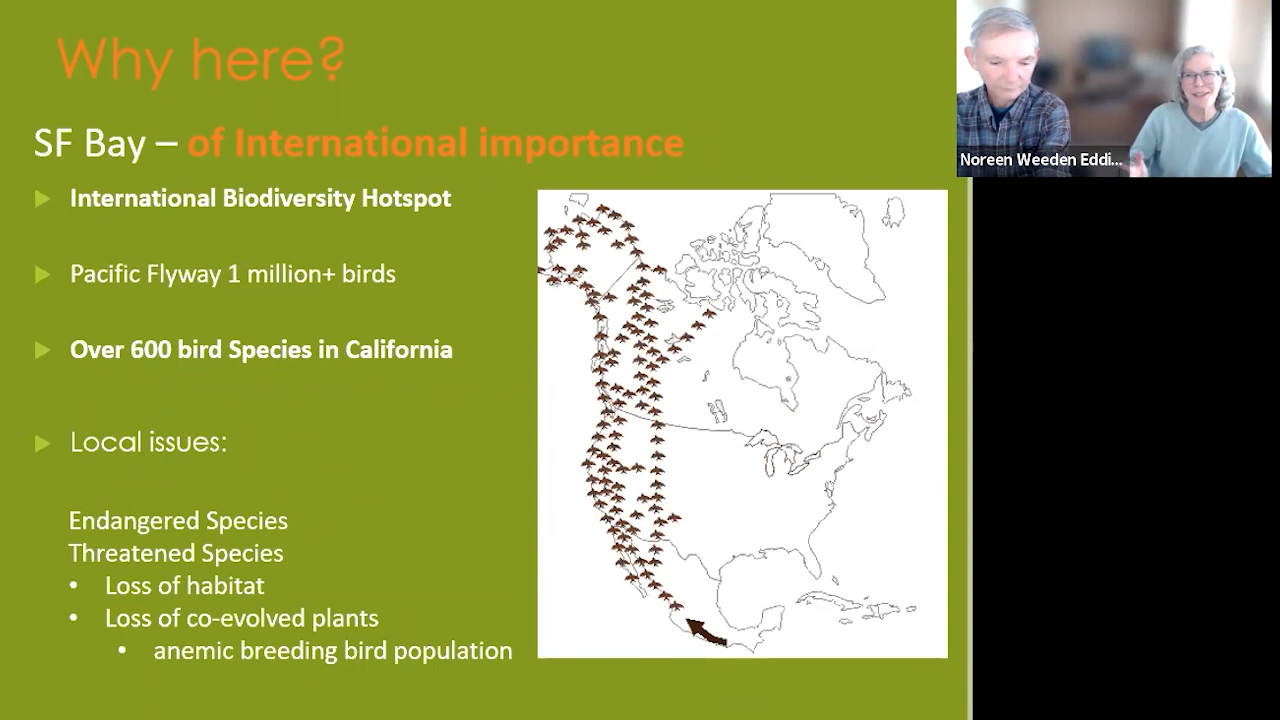 Why here?
SF Bay – of International importance
International Biodiversity Hotspot
Pacific Flyway 1 million+ birds
Over 600 bird Species in California
Local issues:
Endangered Species
Threatened Species
• Loss of habitat
• Loss of co-evolved plants
• anemic breeding bird population
Noreen Weeden Eddi...